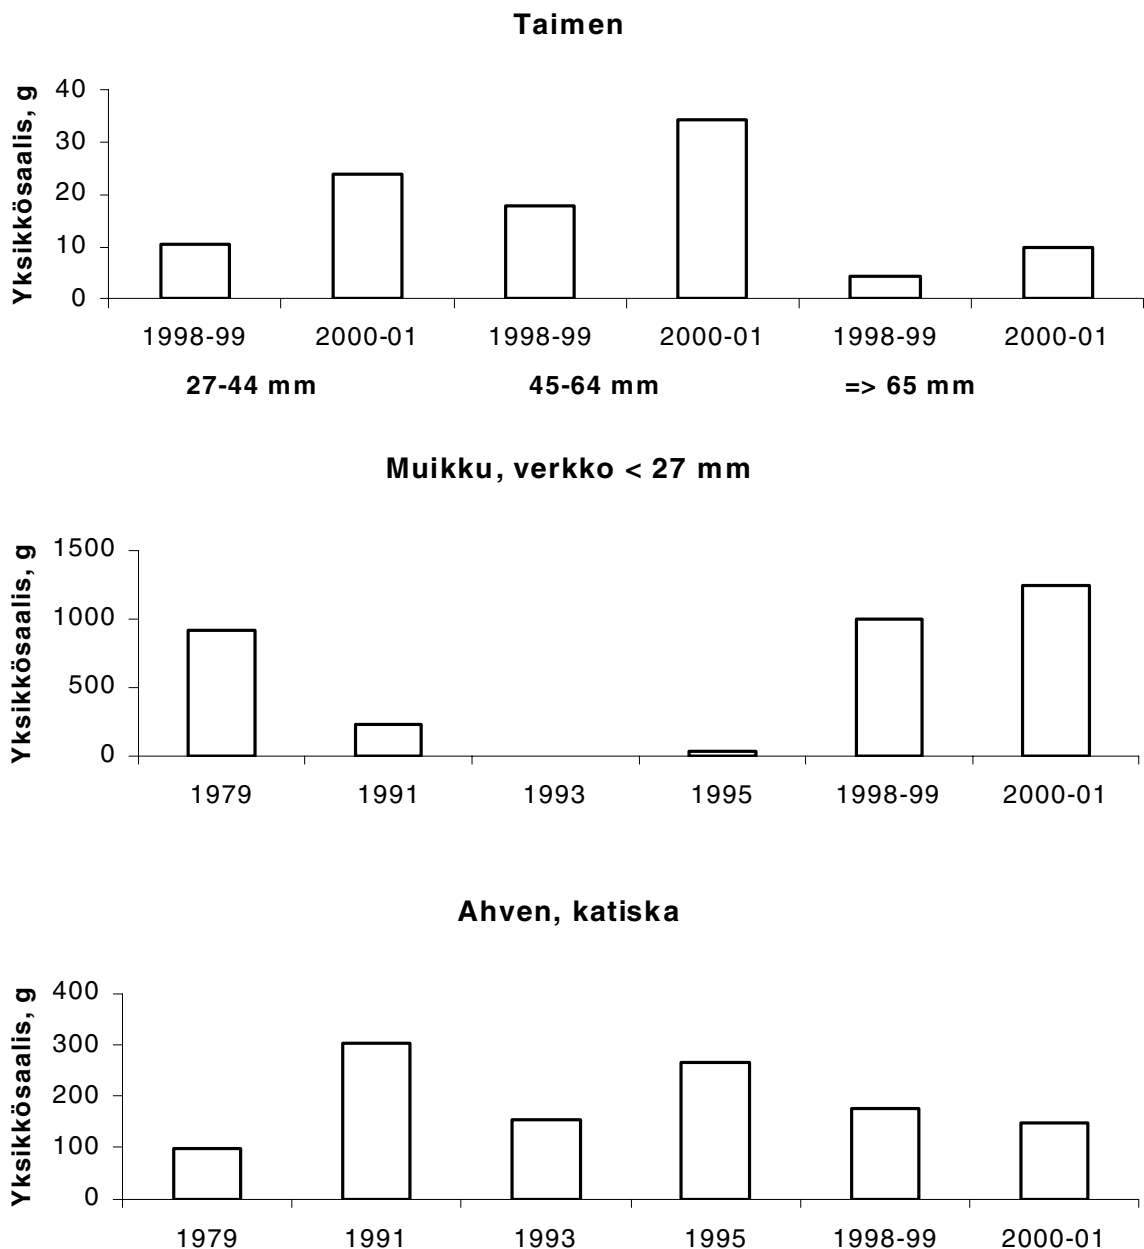 Taimen
Yksikkösaalis, g
40
30
20
10
0
1998-99 2000-01 1998-99 2000-01 1998-99 2000-01
27-44 mm 45-64 mm => 65 mm
Muikku, verkko < 27 mm
Yksikkösaalis, g
1500
1000
500
0
1979 1991 1993 1995 1998-99 2000-01
Ahven, katiska
Yksikkösaalis, g
400
300
200
100
0
1979 1991 1993 1995 1998-99 2000-01